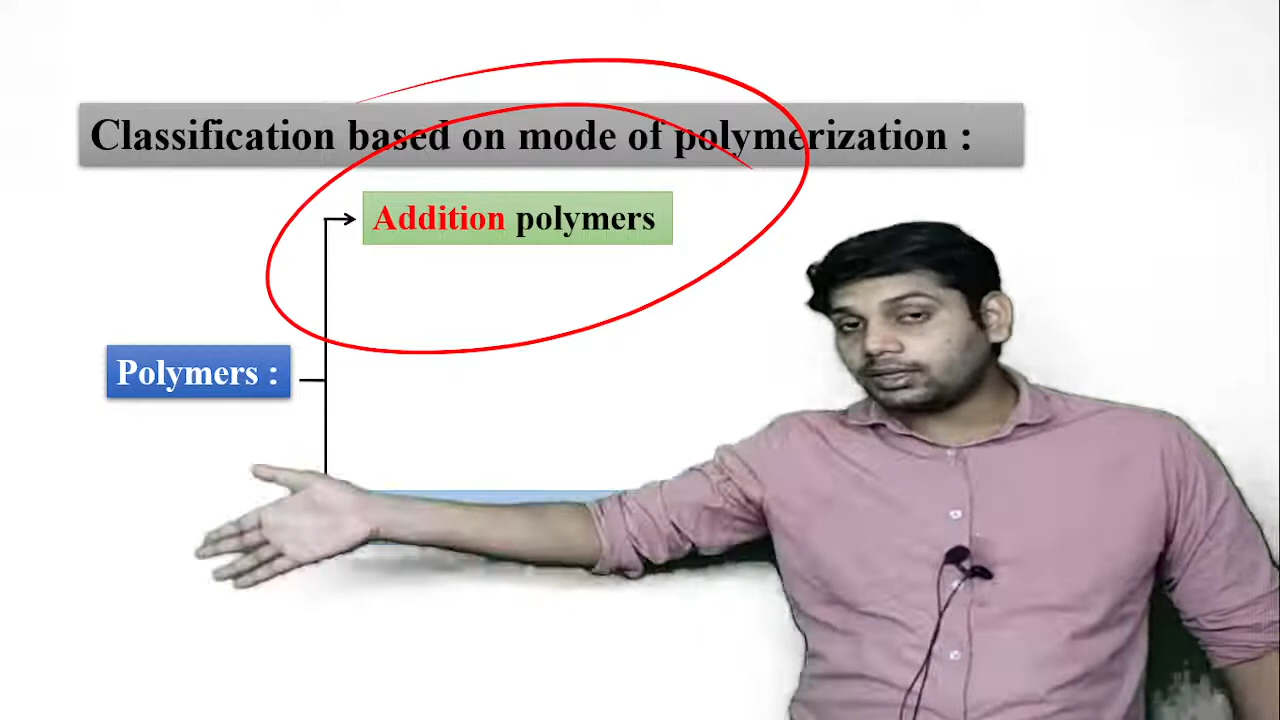 Classification based on mode of polymerization :
Addition polymers
Polymers :